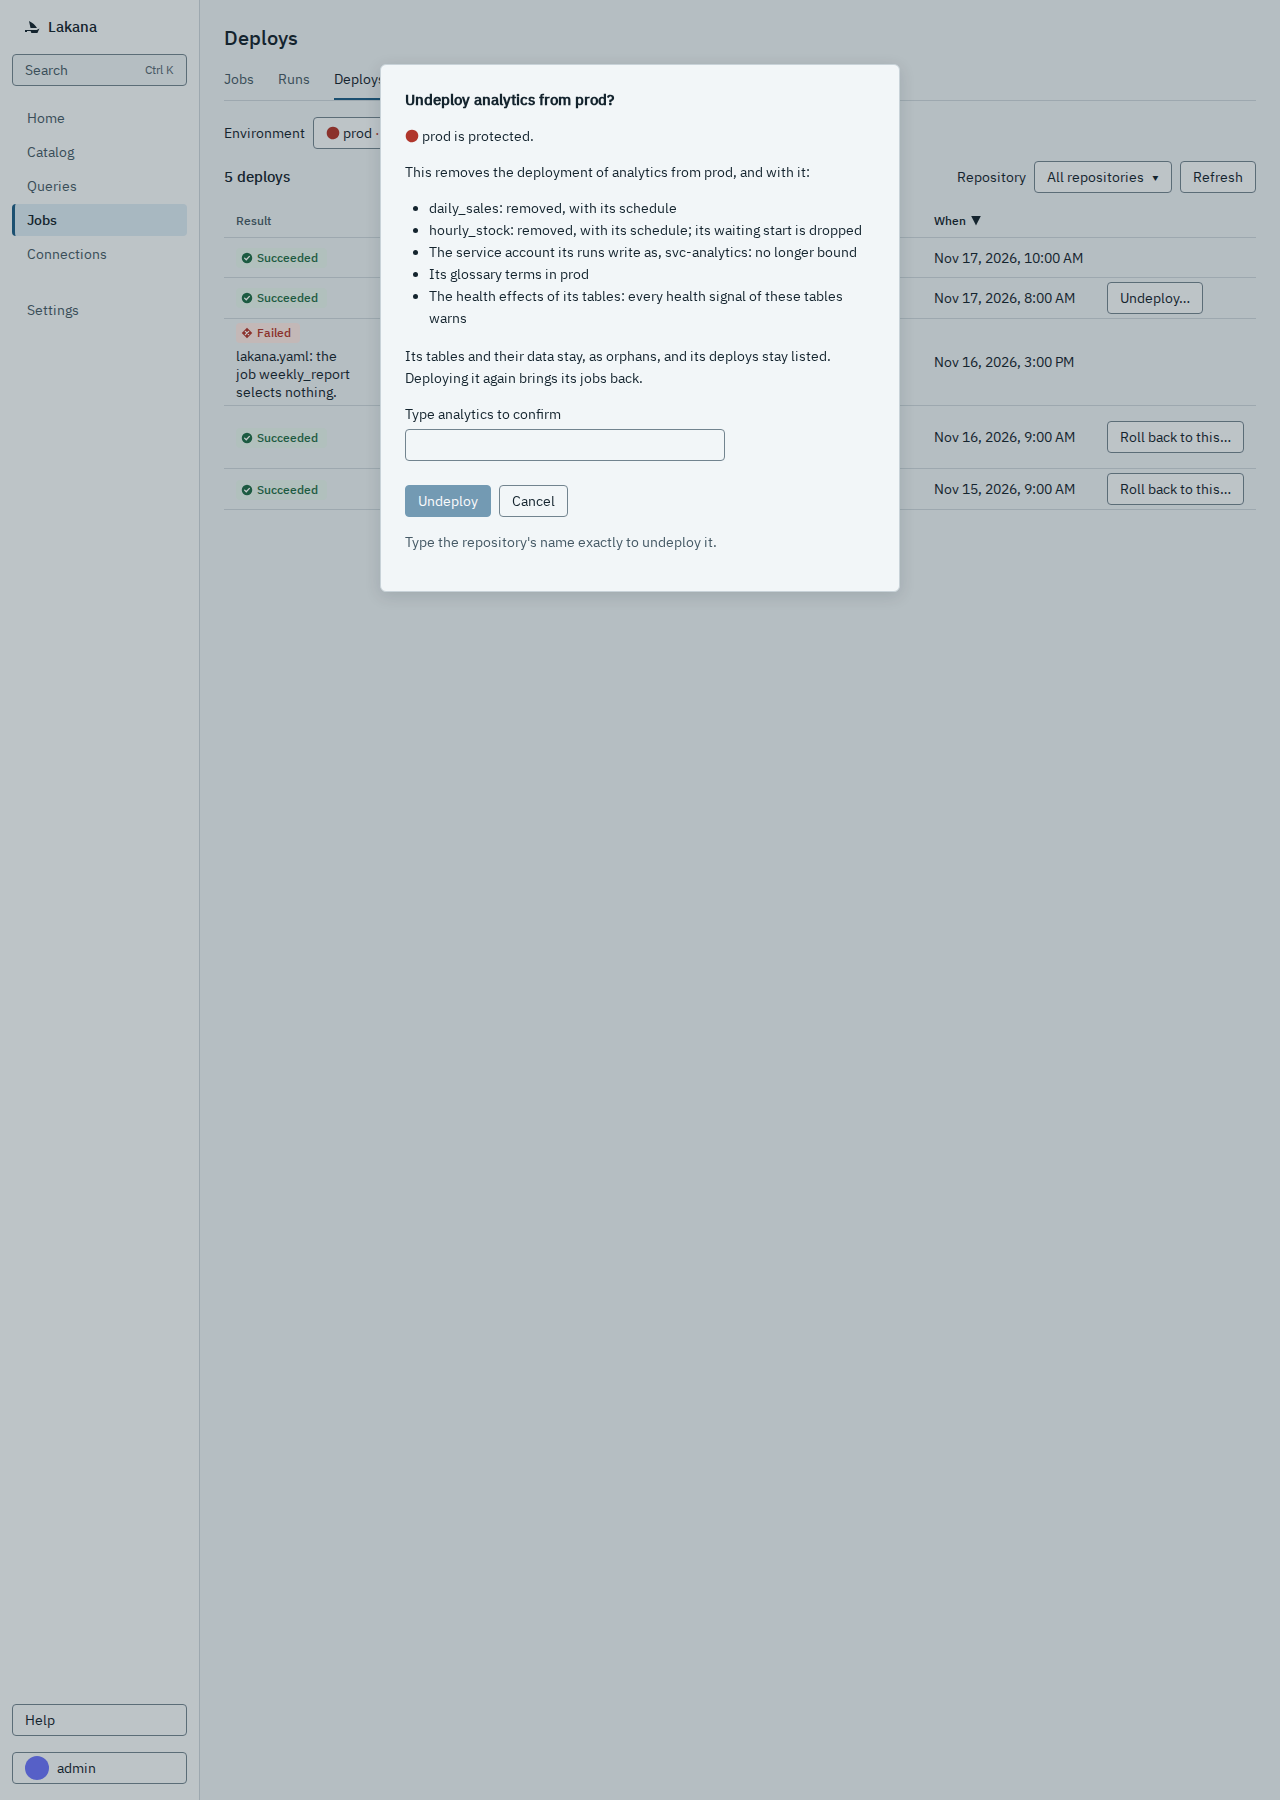 Lakana
Search Ctrl K
Home
Catalog
Queries
Jobs
Connections
Settings
Help
admin
Deploys
Jobs Runs Deploys
Environment prod ·
5 deploys
Repository All repositories Refresh
Result When
Succeeded Nov 17, 2026, 10:00 AM
Succeeded Nov 17, 2026, 8:00 AM Undeploy...
Failed
lakana.yaml: the
job weekly_report
selects nothing.
Nov 16, 2026, 3:00 PM
Succeeded Nov 16, 2026, 9:00 AM Roll back to this...
Succeeded Nov 15, 2026, 9:00 AM Roll back to this...
Undeploy analytics from prod?
prod is protected.
This removes the deployment of analytics from prod, and with it:
daily_sales: removed, with its schedule
hourly_stock: removed, with its schedule; its waiting start is dropped
The service account its runs write as, svc-analytics: no longer bound
Its glossary terms in prod
The health effects of its tables: every health signal of these tables
warns
Its tables and their data stay, as orphans, and its deploys stay listed.
Deploying it again brings its jobs back.
Type analytics to confirm
Undeploy Cancel
Type the repository's name exactly to undeploy it.